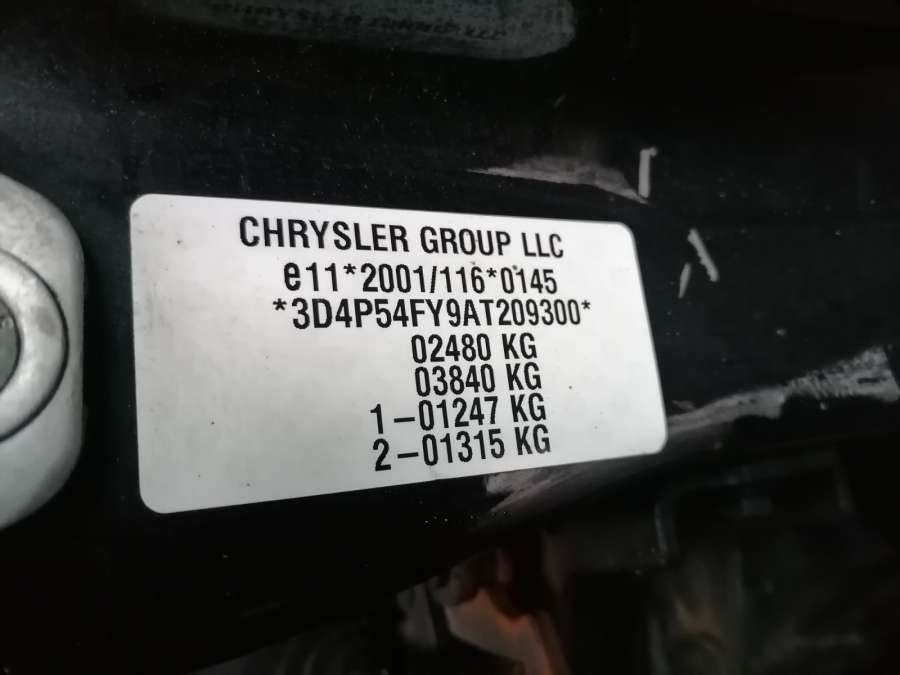 CHRYSLER GROUP LLC
e11*2001/116*0145
*3D4P54FY9AT209300*
02480 KG
03840 KG
1-01247 KG
2-01315 KG